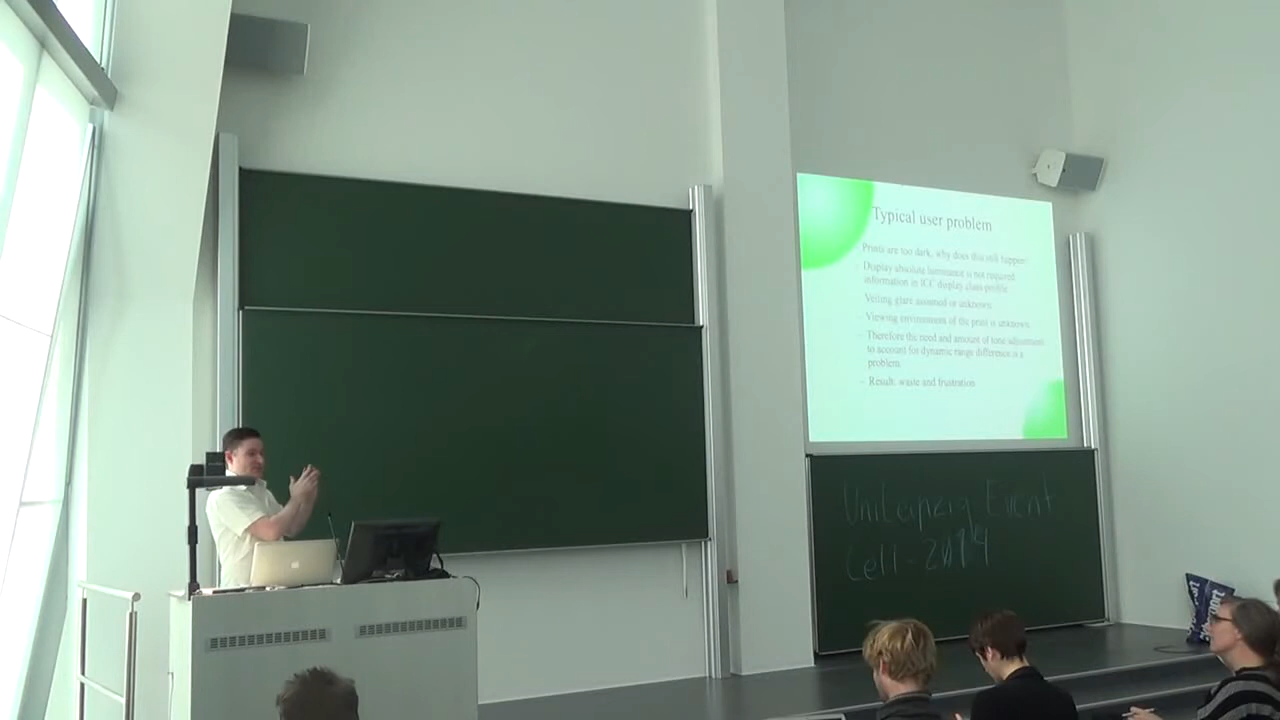 Typical user problem
Prints are too dark, why does this still happen?
– Display absolute luminance is not required
information in ICC display class profile.
– Veiling glare assumed or unknown.
– Viewing environment of the print is unknown.
– Therefore the need and amount of tone adjustment
to account for dynamic range difference is a
problem.
– Result: waste and frustration
UniLeipzig Event
Cell - 2014